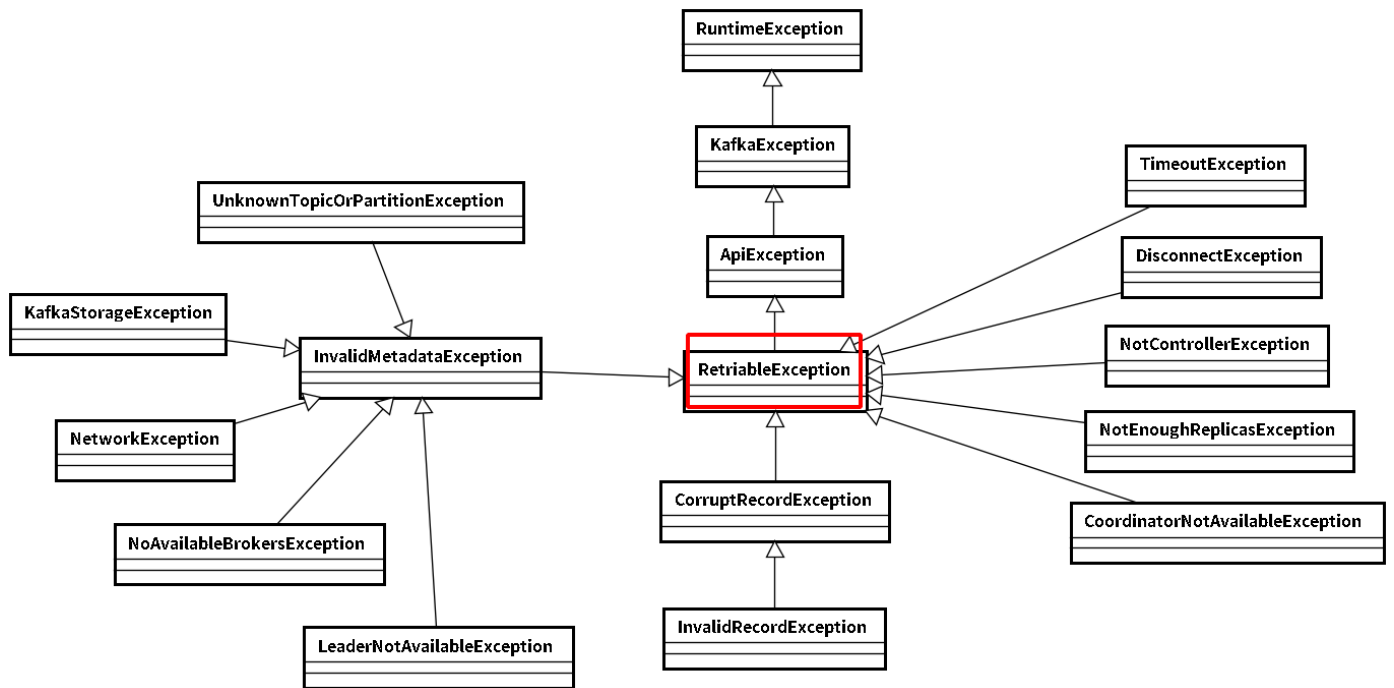 RuntimeException
KafkaException
TimeoutException
UnknownTopicOrPartitionException
ApiException
DisconnectException
KafkaStorageException
InvalidMetadataException
RetriableException
NotControllerException
NetworkException
NotEnoughReplicasException
CorruptRecordException
CoordinatorNotAvailableException
NoAvailableBrokersException
InvalidRecordException
LeaderNotAvailableException